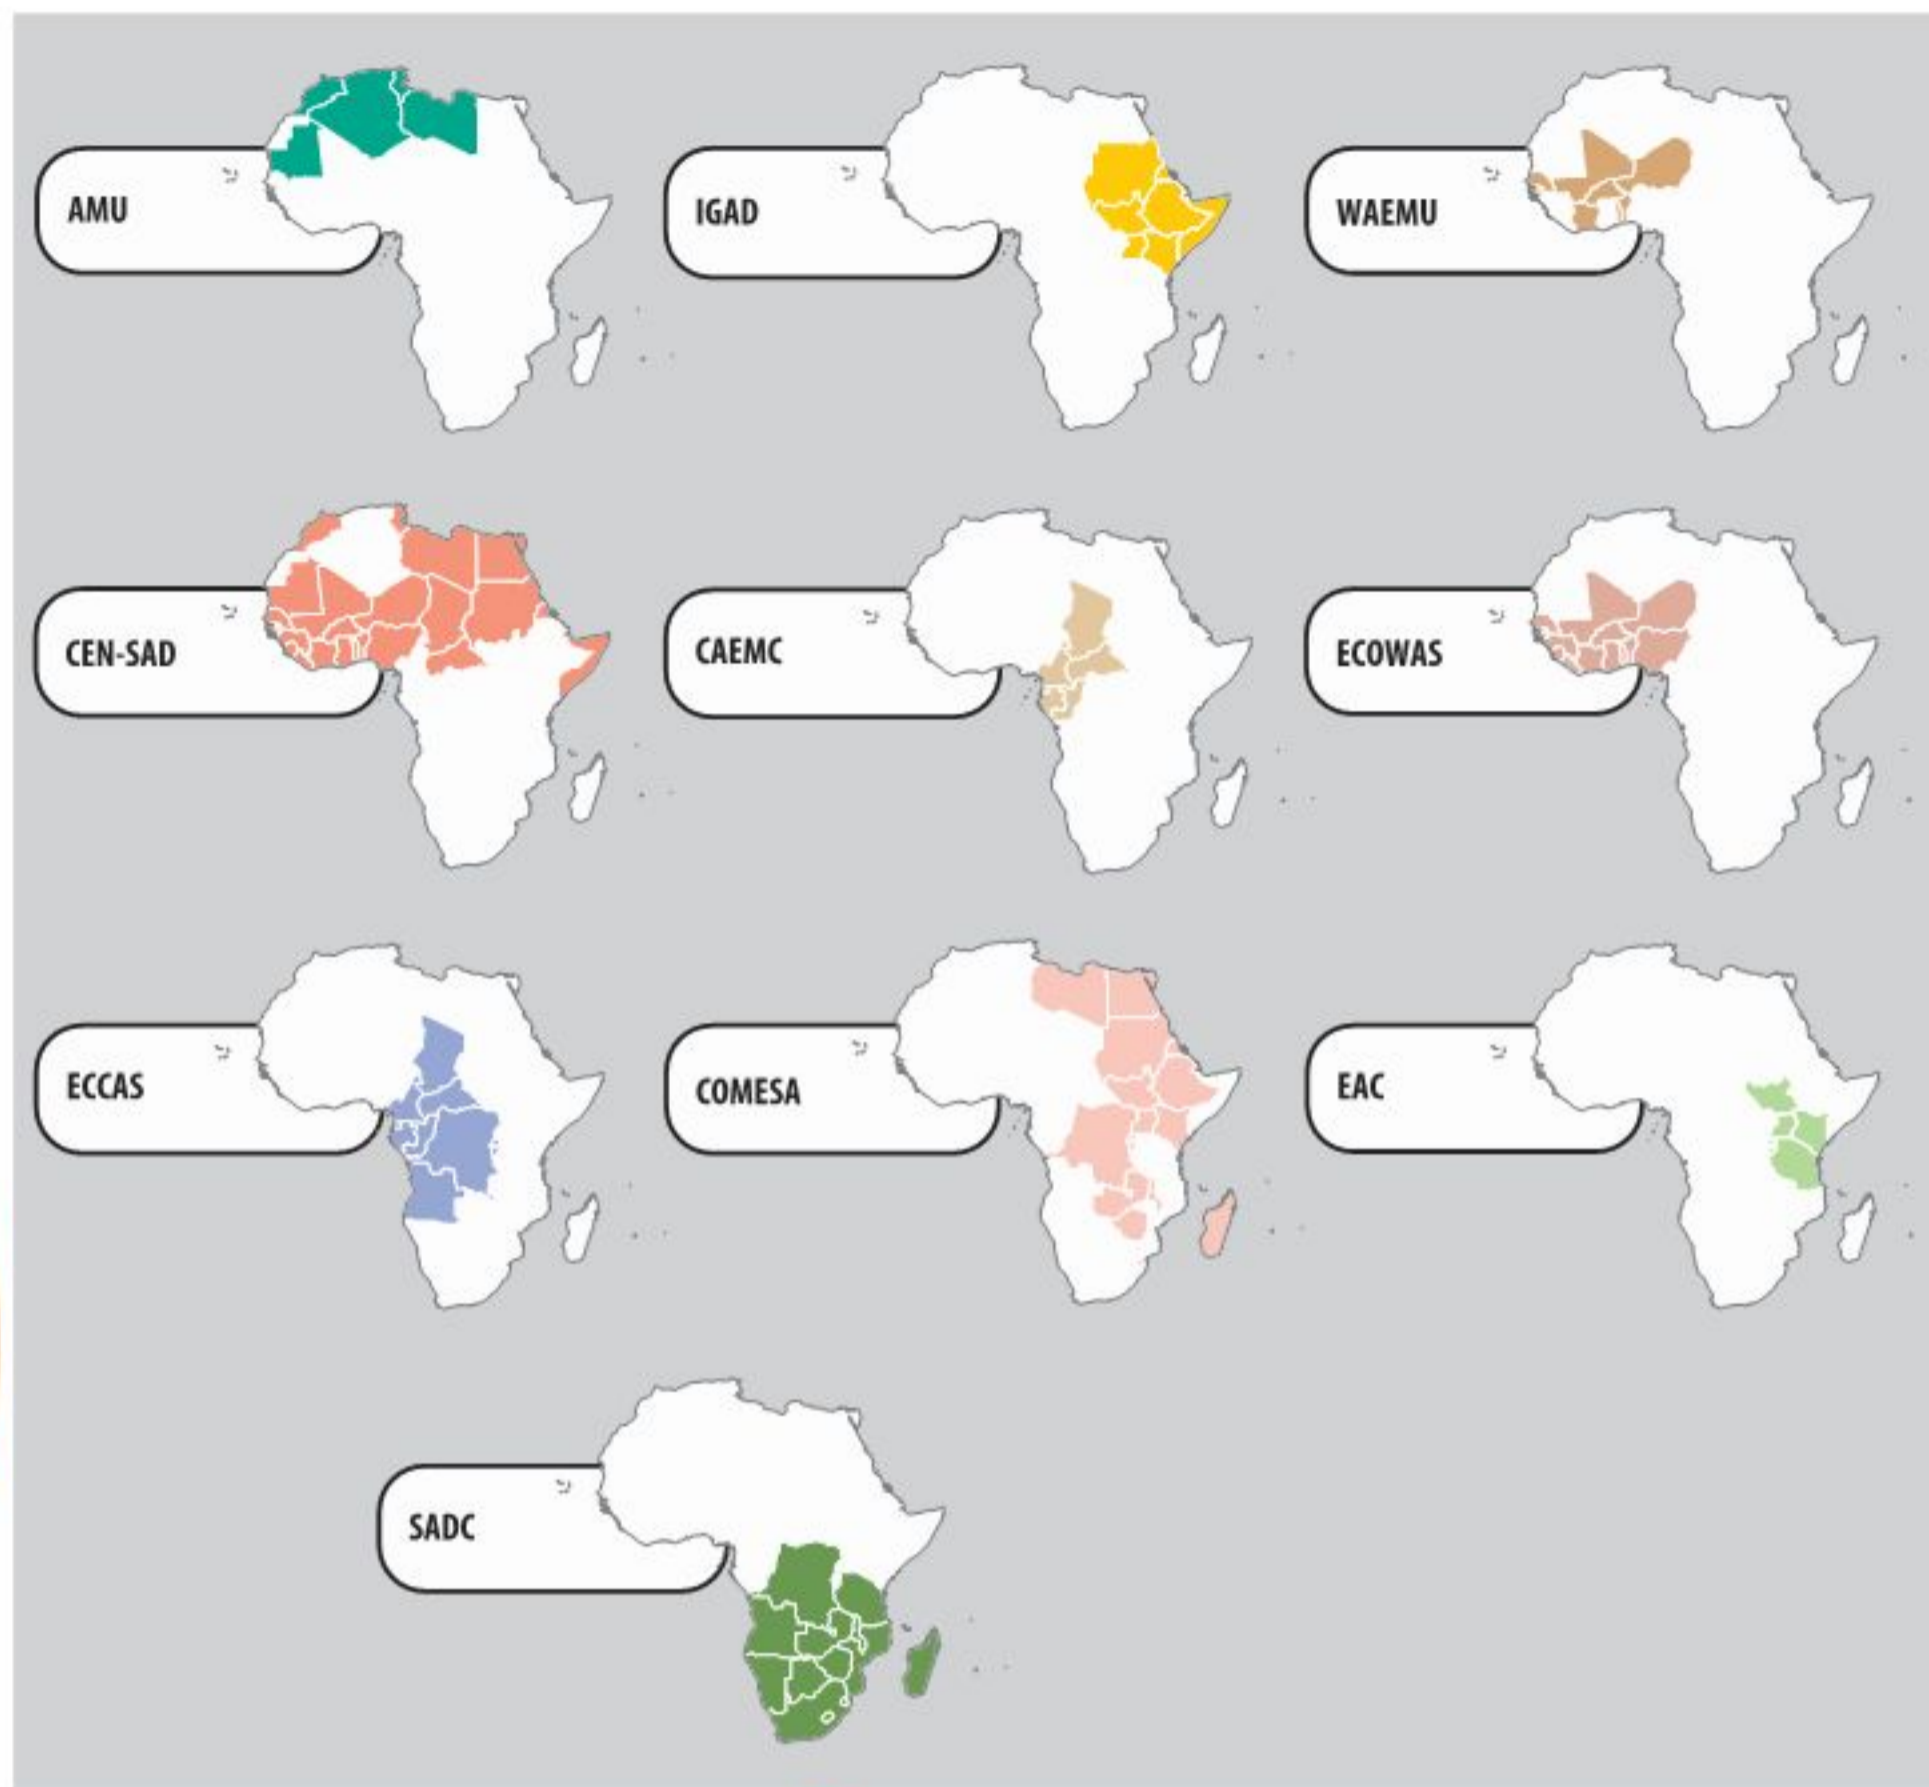 AMU
IGAD
WAEMU
CEN-SAD
CAEMC
ECOWAS
ECCAS
COMESA
EAC
SADC